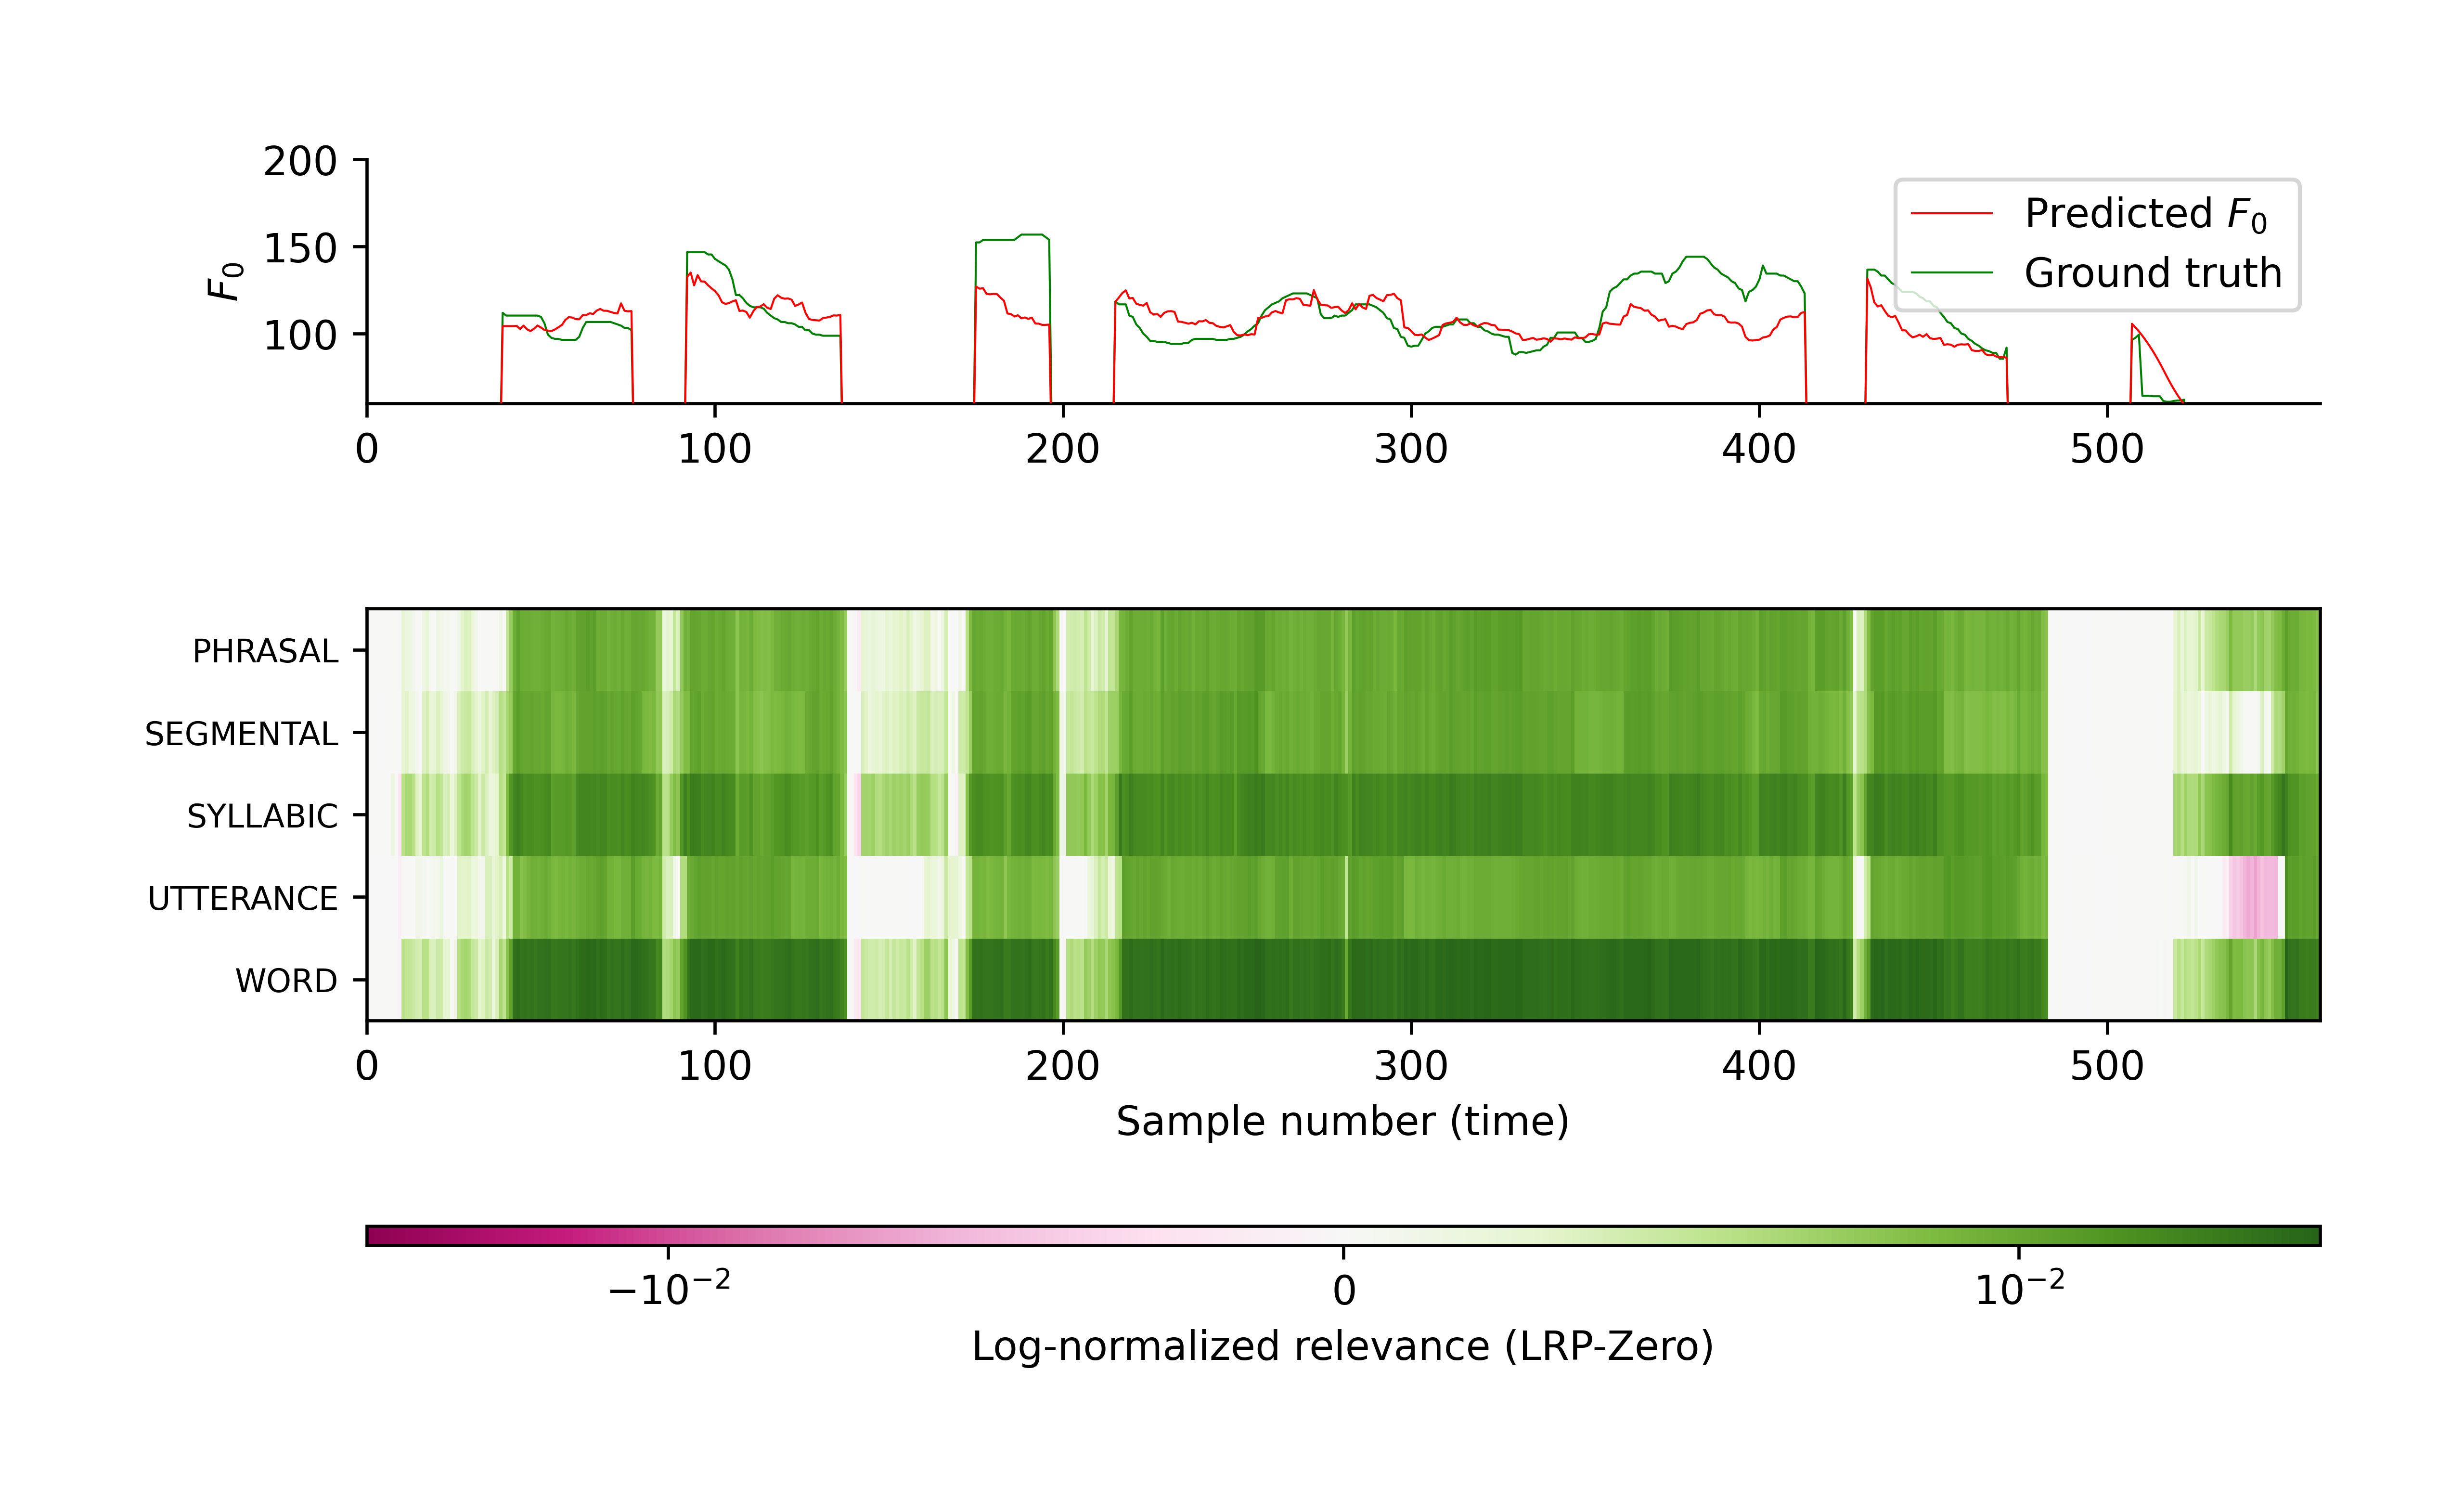 200
150
100
F₀
Predicted F₀
Ground truth
0 100 200 300 400 500
PHRASAL
SEGMENTAL
SYLLABIC
UTTERANCE
WORD
0 100 200 300 400 500
Sample number (time)
−10⁻² 0 10⁻²
Log-normalized relevance (LRP-Zero)